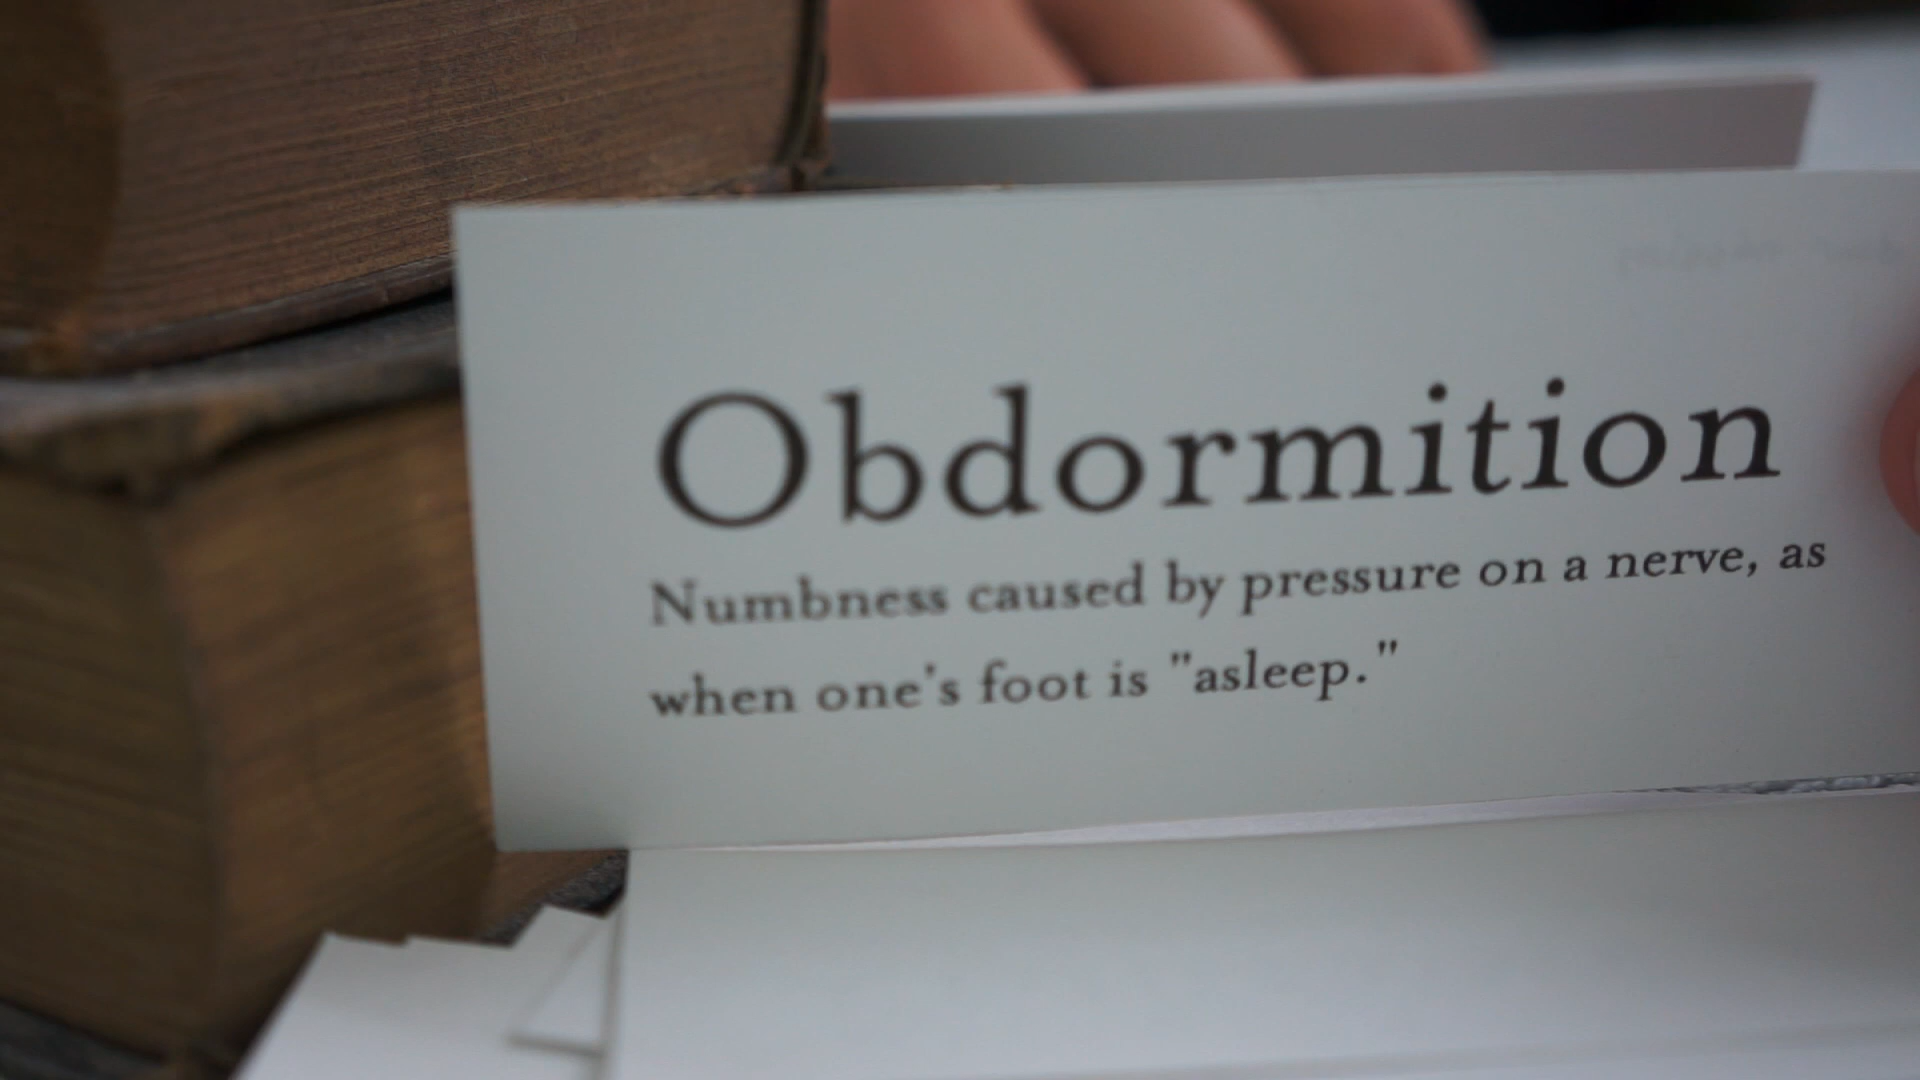 Obdormition
Numbness caused by pressure on a nerve, as
when one's foot is "asleep."